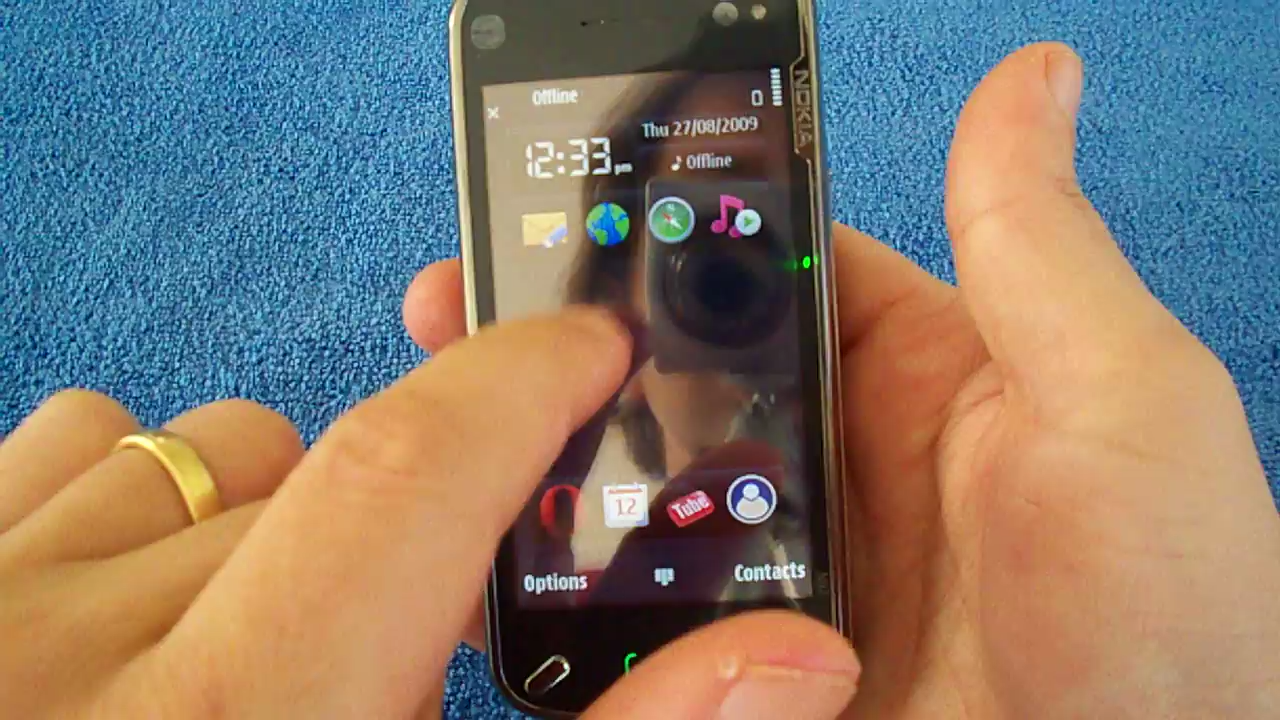 NOKIA
Offline
Thu 27/08/2009
12:33 pm
Offline
12
Tube
Options
Contacts